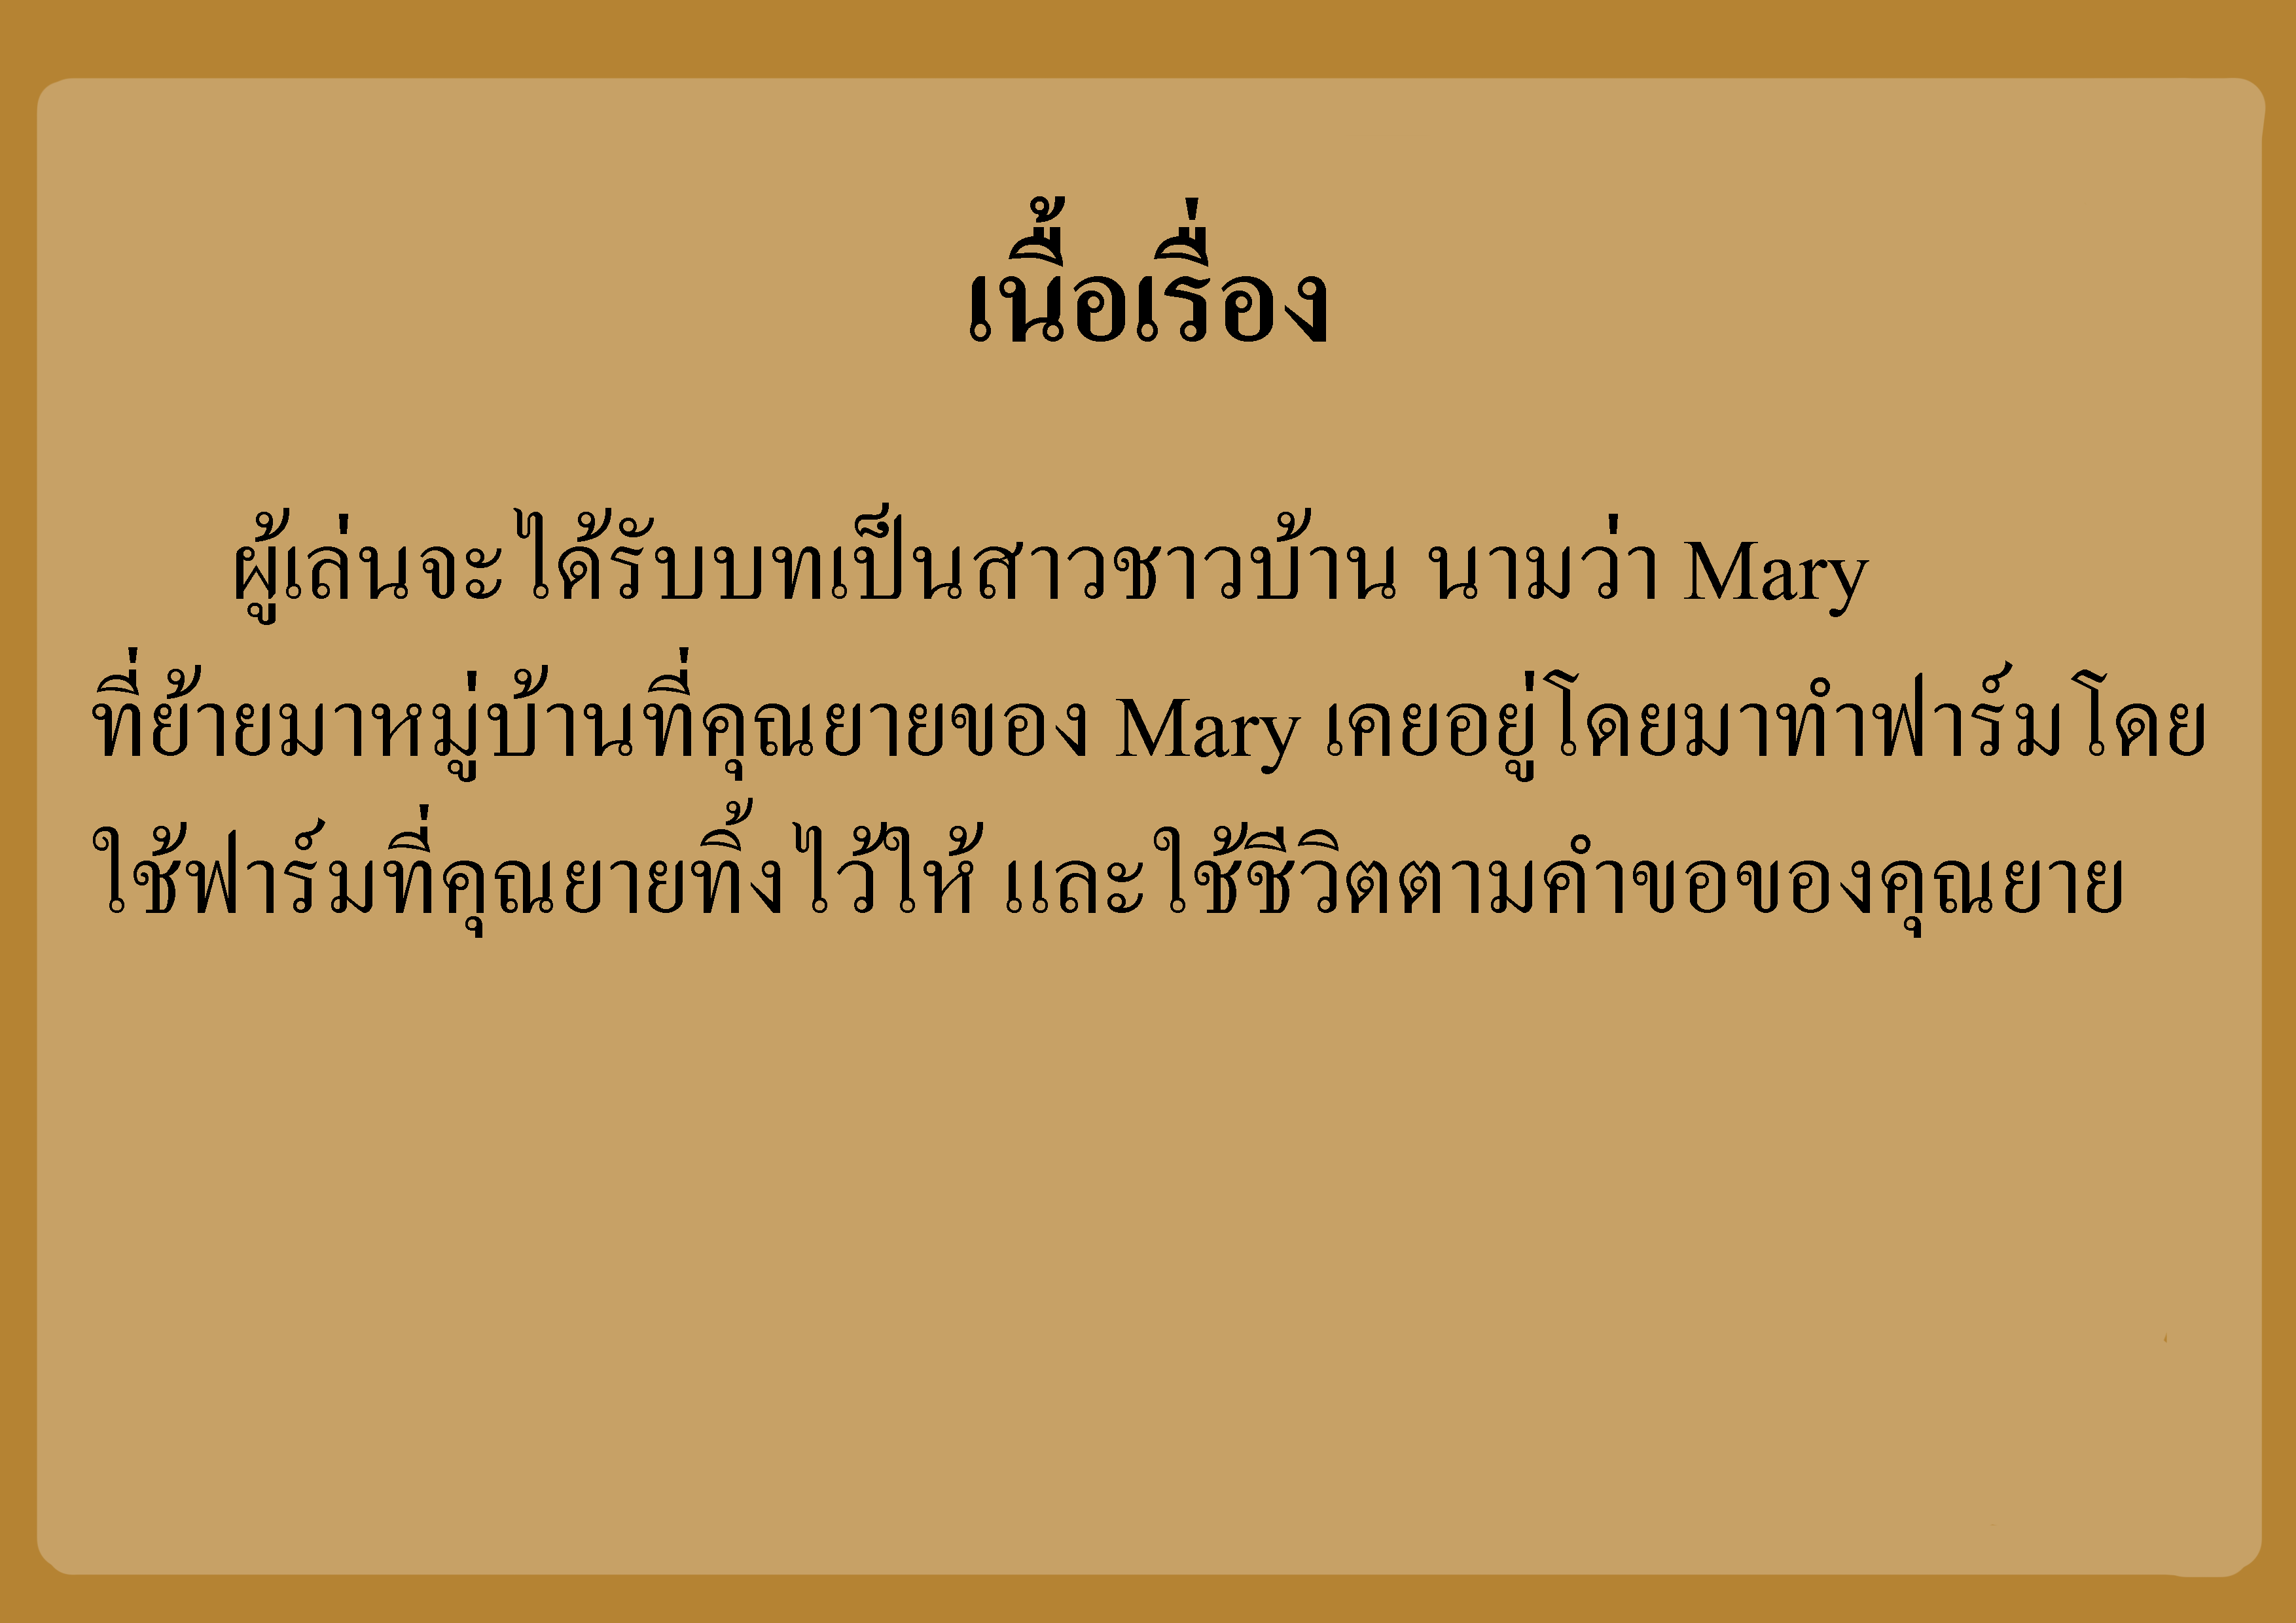 เนื้อเรื่อง
ผู้เล่นจะได้รับบทเป็นสาวชาวบ้าน นามว่า Mary
ที่ย้ายมาหมู่บ้านที่คุณยายของ Mary เคยอยู่โดยมาทำฟาร์มโดย
ใช้ฟาร์มที่คุณยายทิ้งไว้ให้ และใช้ชีวิตตามคำขอของคุณยาย